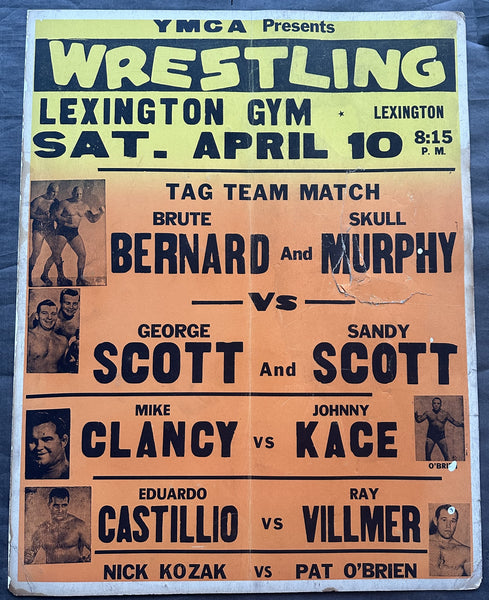 YMCA Presents
WRESTLING
LEXINGTON GYM * LEXINGTON
SAT. APRIL 10 8:15 P. M.
TAG TEAM MATCH
BRUTE BERNARD And SKULL MURPHY
Vs
GEORGE SCOTT And SANDY SCOTT
MIKE CLANCY VS JOHNNY KACE
O'BRI
EDUARDO CASTILLIO VS RAY VILLMER
NICK KOZAK VS PAT O'BRIEN